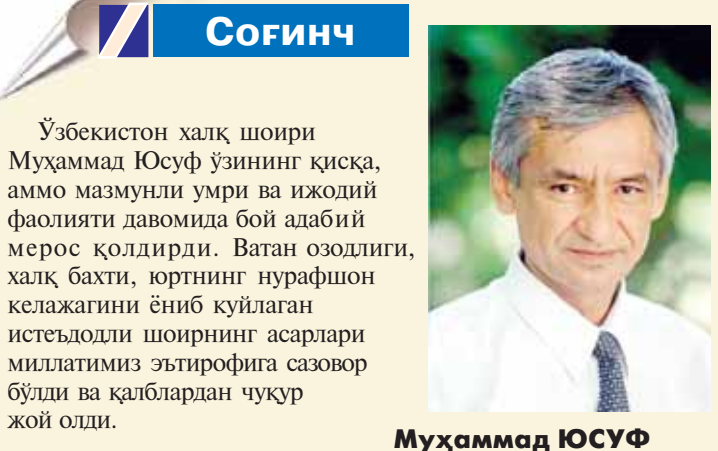 Соғинч
Ўзбекистон халқ шоири
Муҳаммад Юсуф ўзининг қисқа,
аммо мазмунли умри ва ижодий
фаолияти давомида бой адабий
мерос қолдирди. Ватан озодлиги,
халқ бахти, юртнинг нурафшон
келажагини ёниб куйлаган
истеъдодли шоирнинг асарлари
миллатимиз эътирофига сазовор
бўлди ва қалблардан чуқур
жой олди.
Муҳаммад ЮСУФ